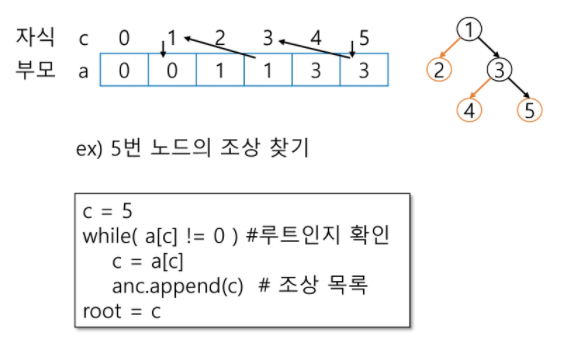 자식 c 0 1 2 3 4 5
부모 a 0 0 1 1 3 3
1
2 3
4 5
ex) 5번 노드의 조상 찾기
c = 5
while( a[c] != 0 ) #루트인지 확인
c = a[c]
anc.append(c) # 조상 목록
root = c